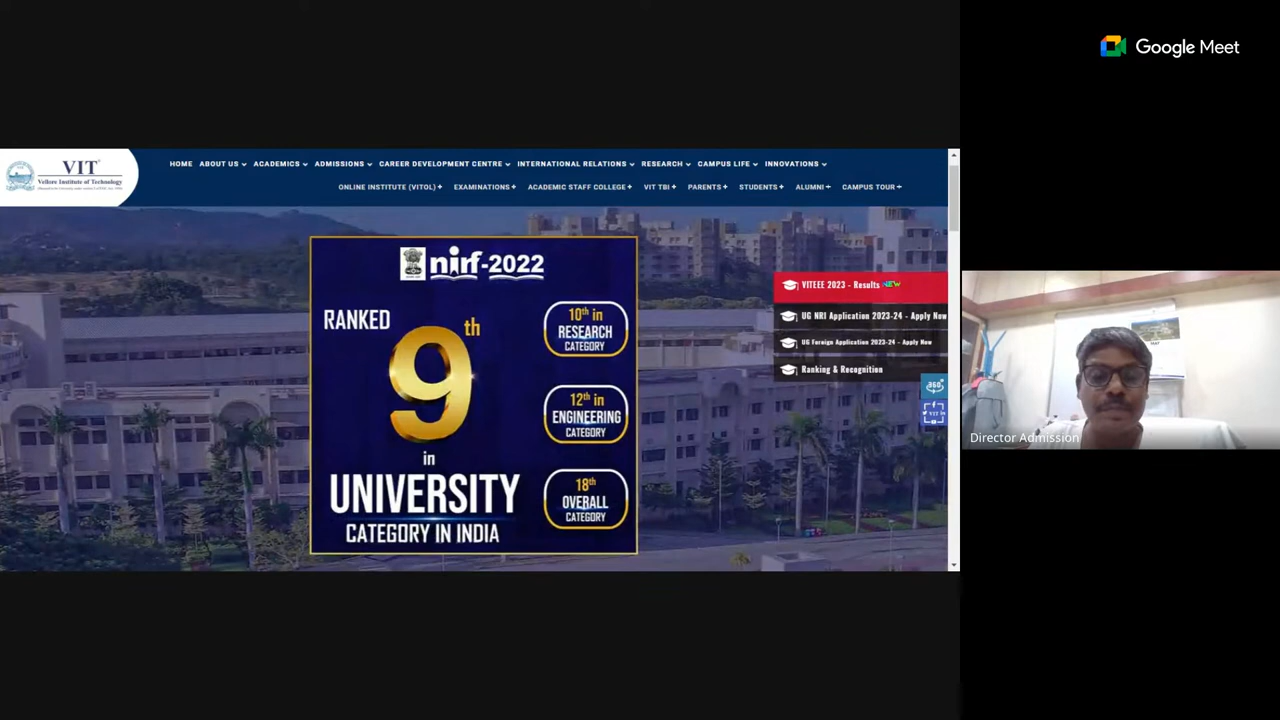 Google Meet
VIT
Vellore Institute of Technology
HOME ABOUT US ACADEMICS ADMISSIONS CAREER DEVELOPMENT CENTRE INTERNATIONAL RELATIONS RESEARCH CAMPUS LIFE INNOVATIONS
ONLINE INSTITUTE (VITOL)+ EXAMINATIONS+ ACADEMIC STAFF COLLEGE+ VIT TBI+ PARENTS+ STUDENTS+ ALUMNI+ CAMPUS TOUR+
nirf-2022
RANKED
9th
in
UNIVERSITY
CATEGORY IN INDIA
10th in
RESEARCH
CATEGORY
12th in
ENGINEERING
CATEGORY
18th
OVERALL
CATEGORY
VITEEE 2023 - Results NEW
UG NRI Application 2023-24 - Apply Now
UG Foreign Application 2023-24 - Apply Now
Ranking & Recognition
360°
Director Admission